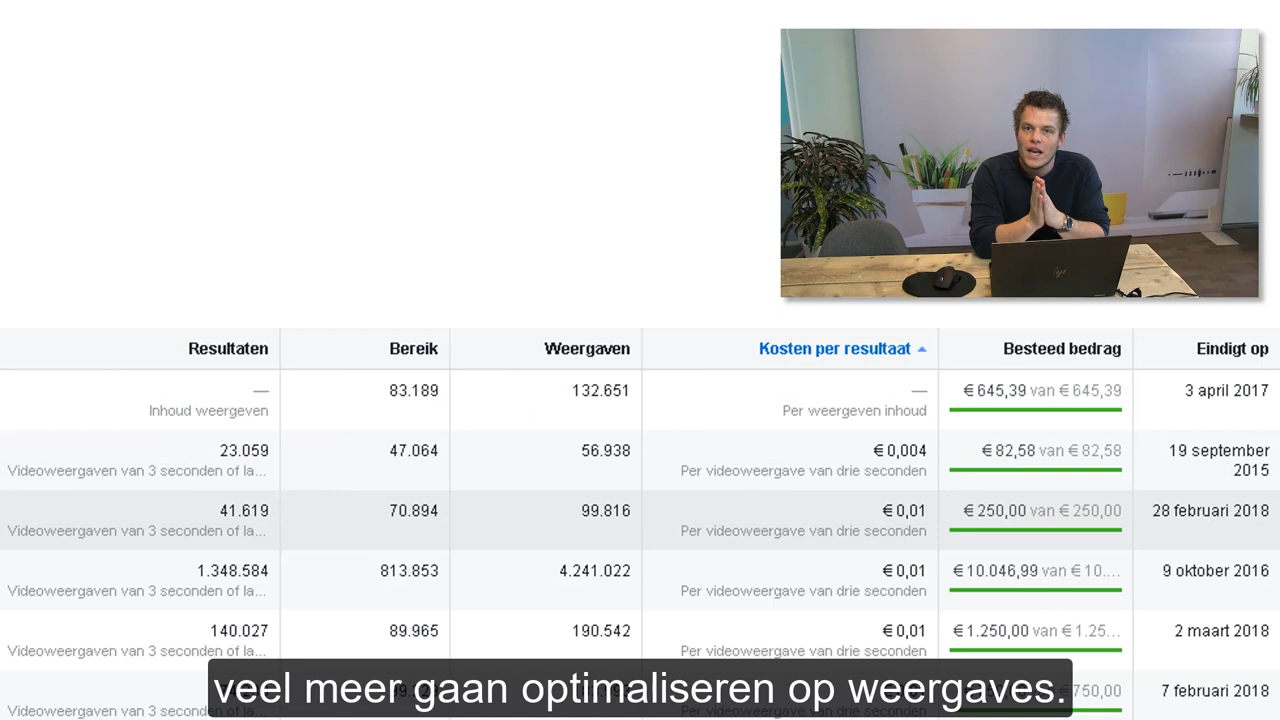 Resultaten Bereik Weergaven Kosten per resultaat Besteed bedrag Eindigt op
— 83.189 132.651 — € 645,39 van € 645,39 3 april 2017
Inhoud weergeven Per weergeven inhoud
23.059 47.064 56.938 € 0,004 € 82,58 van € 82,58 19 september
Videoweergaven van 3 seconden of la... Per videoweergave van drie seconden 2015
41.619 70.894 99.816 € 0,01 € 250,00 van € 250,00 28 februari 2018
Videoweergaven van 3 seconden of la... Per videoweergave van drie seconden
1.348.584 813.853 4.241.022 € 0,01 € 10.046,99 van € 10.… 9 oktober 2016
Videoweergaven van 3 seconden of la... Per videoweergave van drie seconden
140.027 89.965 190.542 € 0,01 € 1.250,00 van € 1.25… 2 maart 2018
Videoweergaven van 3 seconden of la... Per videoweergave van drie seconden
750,00 7 februari 2018
Videoweergaven van 3 seconden of la...
veel meer gaan optimaliseren op weergaves.